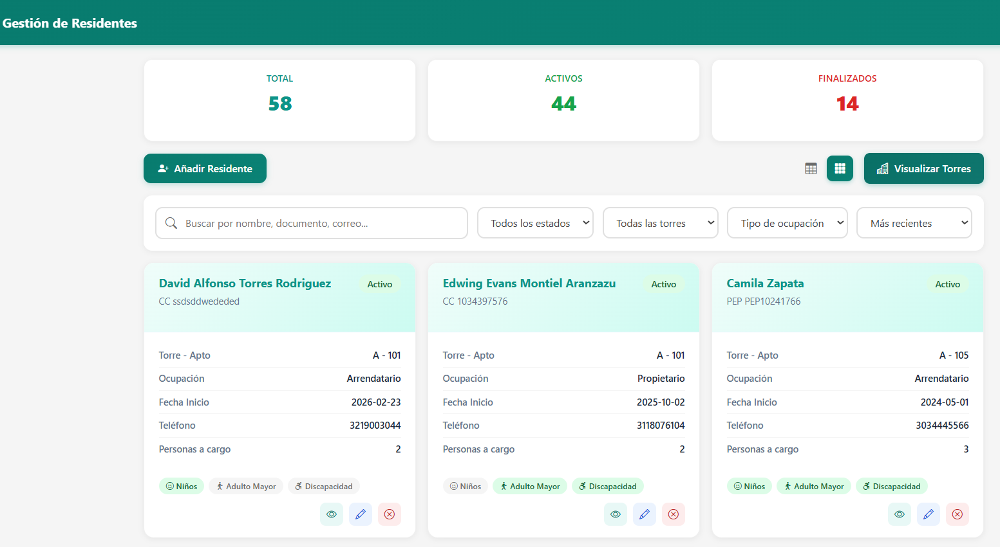 Gestión de Residentes
TOTAL
58
ACTIVOS
44
FINALIZADOS
14
Añadir Residente
Visualizar Torres
Buscar por nombre, documento, correo...
Todos los estados
Todas las torres
Tipo de ocupación
Más recientes
David Alfonso Torres Rodriguez
Activo
CC ssdsddwededed
Torre - Apto A - 101
Ocupación Arrendatario
Fecha Inicio 2026-02-23
Teléfono 3219003044
Personas a cargo 2
Niños Adulto Mayor Discapacidad
Edwing Evans Montiel Aranzazu
Activo
CC 1034397576
Torre - Apto A - 101
Ocupación Propietario
Fecha Inicio 2025-10-02
Teléfono 3118076104
Personas a cargo 2
Niños Adulto Mayor Discapacidad
Camila Zapata
Activo
PEP PEP10241766
Torre - Apto A - 105
Ocupación Arrendatario
Fecha Inicio 2024-05-01
Teléfono 3034445566
Personas a cargo 3
Niños Adulto Mayor Discapacidad